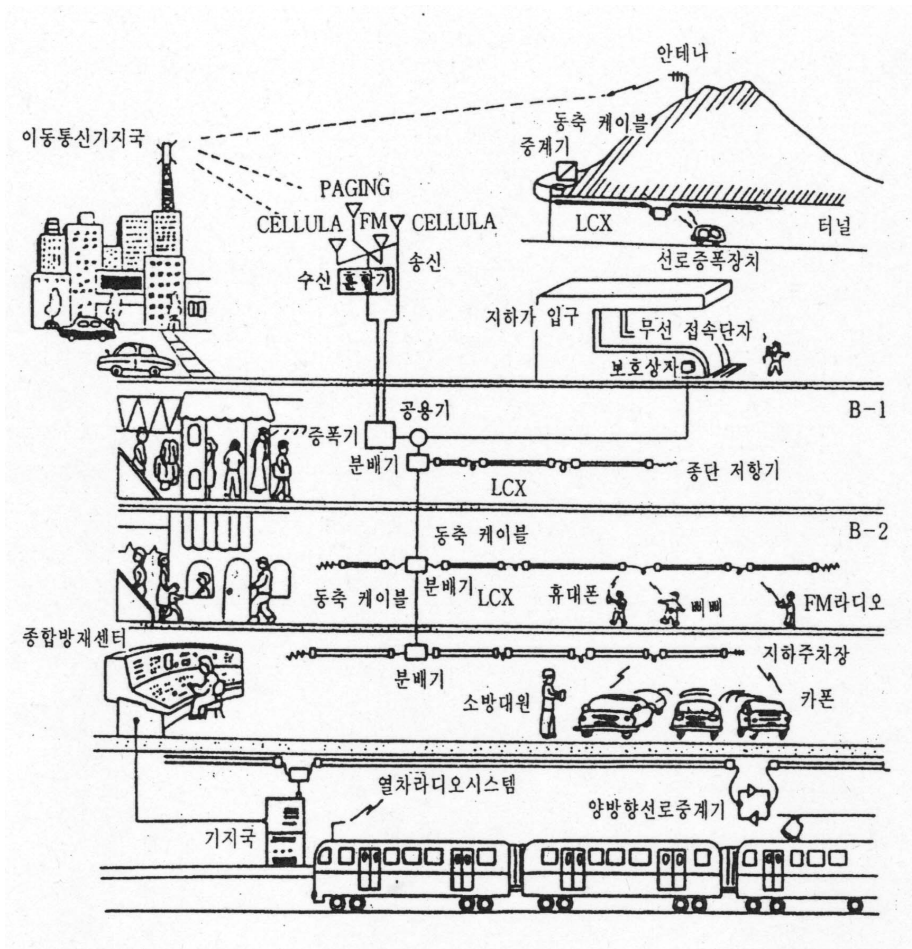 안테나
이동통신기지국
동축 케이블
중계기
PAGING
CELLULA FM CELLULA
LCX
터널
수신 혼합기 송신
선로증폭장치
지하가 입구
무선 접속단자
보호상자
B-1
공용기
증폭기
분배기
종단 저항기
LCX
B-2
동축 케이블
동축 케이블
분배기
LCX
휴대폰
삐삐
FM라디오
종합방재센터
지하주차장
분배기
소방대원
카폰
열차라디오시스템
양방향선로중계기
기지국